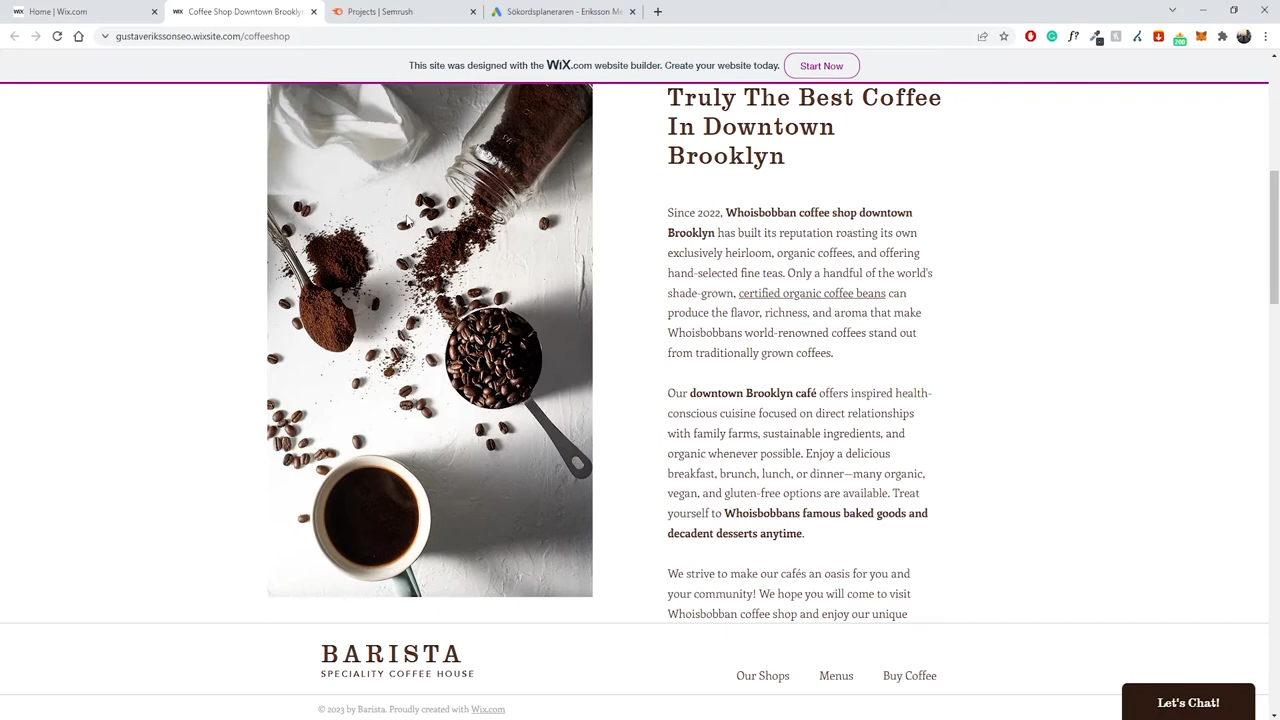 Home | Wix.com
Coffee Shop Downtown Brooklyn
Projects | Semrush
Sökordsplaneraren - Eriksson Me
gustaverikssonseo.wixsite.com/coffeeshop
200
This site was designed with the WiX.com website builder. Create your website today.
Start Now
Truly The Best Coffee
In Downtown
Brooklyn
Since 2022, Whoisbobban coffee shop downtown
Brooklyn has built its reputation roasting its own
exclusively heirloom, organic coffees, and offering
hand-selected fine teas. Only a handful of the world's
shade-grown, certified organic coffee beans can
produce the flavor, richness, and aroma that make
Whoisbobbans world-renowned coffees stand out
from traditionally grown coffees.
Our downtown Brooklyn café offers inspired health-
conscious cuisine focused on direct relationships
with family farms, sustainable ingredients, and
organic whenever possible. Enjoy a delicious
breakfast, brunch, lunch, or dinner—many organic,
vegan, and gluten-free options are available. Treat
yourself to Whoisbobbans famous baked goods and
decadent desserts anytime.
We strive to make our cafés an oasis for you and
your community! We hope you will come to visit
Whoisbobban coffee shop and enjoy our unique
BARISTA
SPECIALITY COFFEE HOUSE
Our Shops
Menus
Buy Coffee
© 2023 by Barista. Proudly created with Wix.com
Let's Chat!